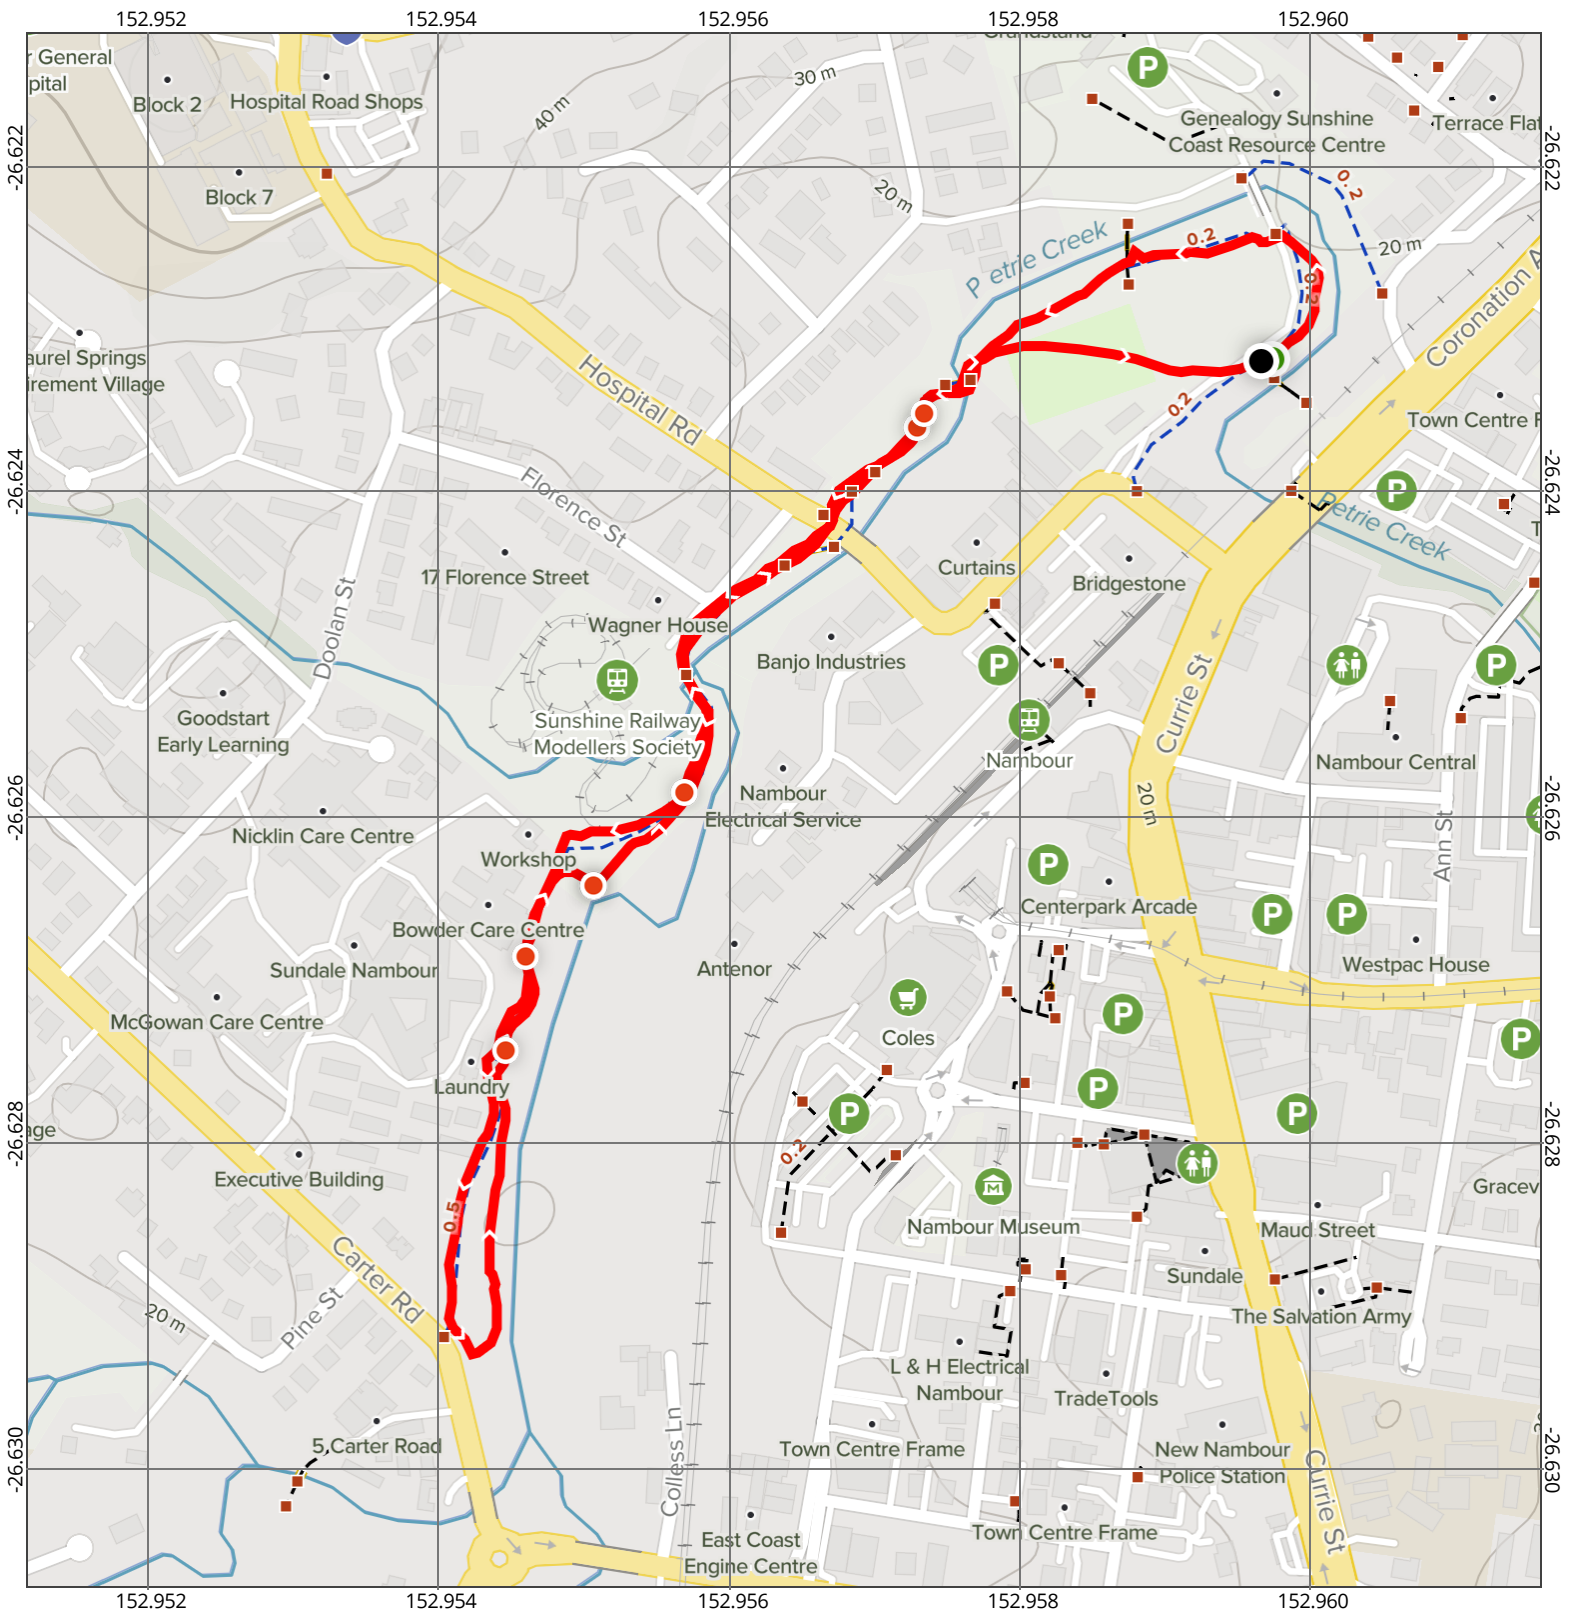 152.952
152.954
152.956
152.958
152.960
r General
pital
Block 2
Hospital Road Shops
40 m
30 m
Grandstand
P
Genealogy Sunshine
Coast Resource Centre
Terrace Flat
-26.622
-26.622
Block 7
20 m
0.2
20 m
Petrie Creek
0.2
0.2
Coronation A
aurel Springs
irement Village
Hospital Rd
0.2
Town Centre F
-26.624
-26.624
Florence St
P
Petrie Creek
T
17 Florence Street
Curtains
Bridgestone
Doolan St
Wagner House
Banjo Industries
P
P
Goodstart
Early Learning
Sunshine Railway
Modellers Society
Nambour
Currie St
Nambour Central
Nambour
Electrical Service
20 m
-26.626
-26.626
Nicklin Care Centre
Workshop
Ann St
P
Centerpark Arcade
P
P
Bowder Care Centre
Sundale Nambour
Antenor
Westpac House
McGowan Care Centre
Coles
P
P
Laundry
P
P
P
-26.628
-26.628
age
0.2
Executive Building
0.5
Gracev
Nambour Museum
Maud Street
Carter Rd
Sundale
The Salvation Army
20 m
Pine St
L & H Electrical
Nambour
TradeTools
Colless Ln
5 Carter Road
Town Centre Frame
New Nambour
Police Station
-26.630
-26.630
Currie St
Town Centre Frame
East Coast
Engine Centre
152.952
152.954
152.956
152.958
152.960